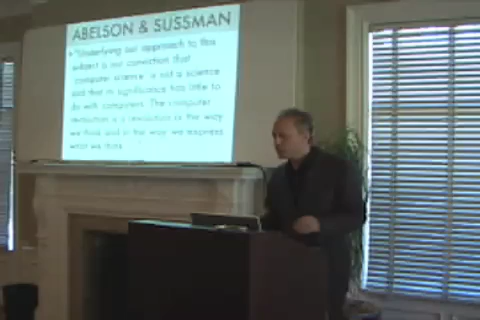 ABELSON & SUSSMAN
"Underlying our approach to this
subject is our conviction that
computer science is not a science
and that its significance has little to
do with computers. The computer
revolution is a revolution in the way
we think and in the way we express
what we think.